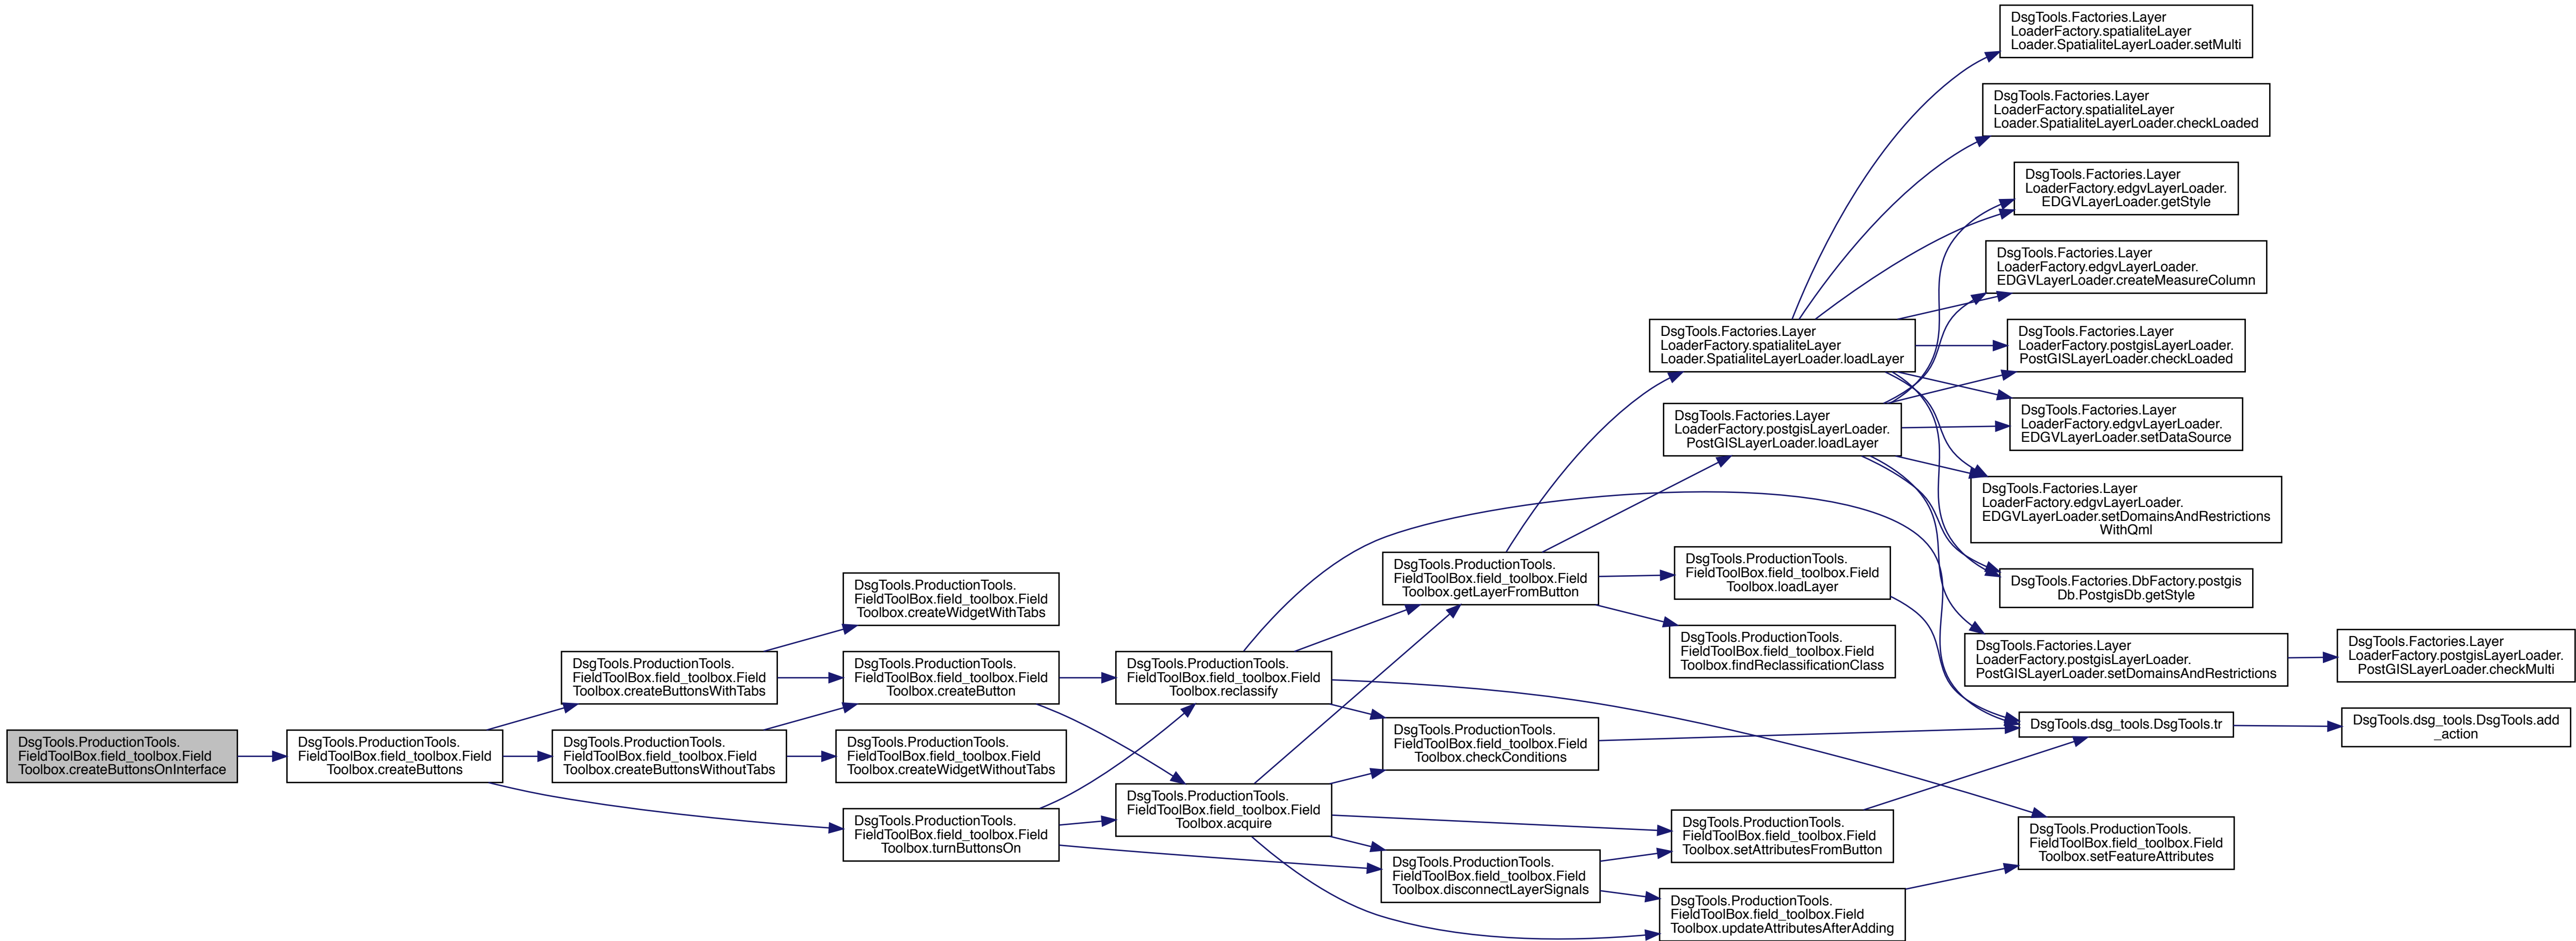 DsgTools.ProductionTools.
FieldToolBox.field_toolbox.Field
Toolbox.createButtonsOnInterface
DsgTools.ProductionTools.
FieldToolBox.field_toolbox.Field
Toolbox.createButtons
DsgTools.ProductionTools.
FieldToolBox.field_toolbox.Field
Toolbox.createButtonsWithTabs
DsgTools.ProductionTools.
FieldToolBox.field_toolbox.Field
Toolbox.createButtonsWithoutTabs
DsgTools.ProductionTools.
FieldToolBox.field_toolbox.Field
Toolbox.createWidgetWithTabs
DsgTools.ProductionTools.
FieldToolBox.field_toolbox.Field
Toolbox.createButton
DsgTools.ProductionTools.
FieldToolBox.field_toolbox.Field
Toolbox.createWidgetWithoutTabs
DsgTools.ProductionTools.
FieldToolBox.field_toolbox.Field
Toolbox.turnButtonsOn
DsgTools.ProductionTools.
FieldToolBox.field_toolbox.Field
Toolbox.reclassify
DsgTools.ProductionTools.
FieldToolBox.field_toolbox.Field
Toolbox.acquire
DsgTools.ProductionTools.
FieldToolBox.field_toolbox.Field
Toolbox.getLayerFromButton
DsgTools.ProductionTools.
FieldToolBox.field_toolbox.Field
Toolbox.checkConditions
DsgTools.ProductionTools.
FieldToolBox.field_toolbox.Field
Toolbox.disconnectLayerSignals
DsgTools.Factories.Layer
LoaderFactory.spatialiteLayer
Loader.SpatialiteLayerLoader.loadLayer
DsgTools.Factories.Layer
LoaderFactory.postgisLayerLoader.
PostGISLayerLoader.loadLayer
DsgTools.ProductionTools.
FieldToolBox.field_toolbox.Field
Toolbox.loadLayer
DsgTools.ProductionTools.
FieldToolBox.field_toolbox.Field
Toolbox.findReclassificationClass
DsgTools.ProductionTools.
FieldToolBox.field_toolbox.Field
Toolbox.setAttributesFromButton
DsgTools.ProductionTools.
FieldToolBox.field_toolbox.Field
Toolbox.updateAttributesAfterAdding
DsgTools.Factories.Layer
LoaderFactory.spatialiteLayer
Loader.SpatialiteLayerLoader.setMulti
DsgTools.Factories.Layer
LoaderFactory.spatialiteLayer
Loader.SpatialiteLayerLoader.checkLoaded
DsgTools.Factories.Layer
LoaderFactory.edgvLayerLoader.
EDGVLayerLoader.getStyle
DsgTools.Factories.Layer
LoaderFactory.edgvLayerLoader.
EDGVLayerLoader.createMeasureColumn
DsgTools.Factories.Layer
LoaderFactory.postgisLayerLoader.
PostGISLayerLoader.checkLoaded
DsgTools.Factories.Layer
LoaderFactory.edgvLayerLoader.
EDGVLayerLoader.setDataSource
DsgTools.Factories.Layer
LoaderFactory.edgvLayerLoader.
EDGVLayerLoader.setDomainsAndRestrictions
WithQml
DsgTools.Factories.DbFactory.postgis
Db.PostgisDb.getStyle
DsgTools.Factories.Layer
LoaderFactory.postgisLayerLoader.
PostGISLayerLoader.setDomainsAndRestrictions
DsgTools.dsg_tools.DsgTools.tr
DsgTools.ProductionTools.
FieldToolBox.field_toolbox.Field
Toolbox.setFeatureAttributes
DsgTools.Factories.Layer
LoaderFactory.postgisLayerLoader.
PostGISLayerLoader.checkMulti
DsgTools.dsg_tools.DsgTools.add
_action